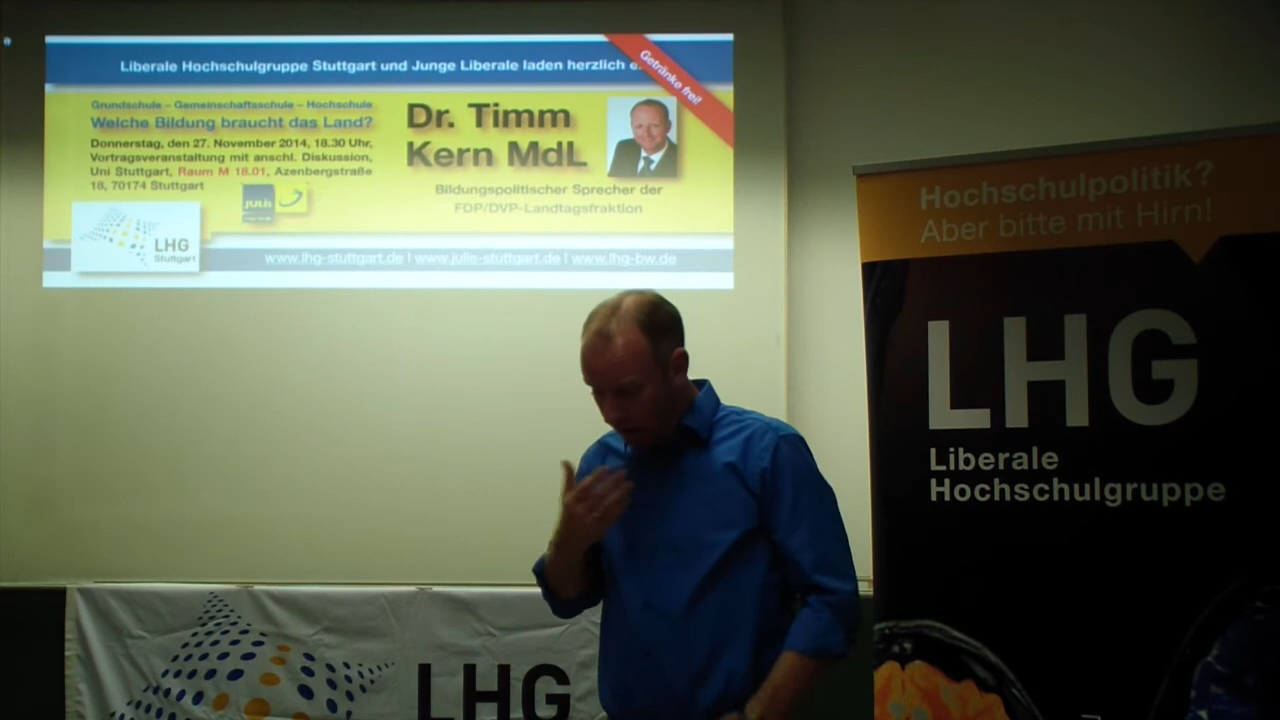 Liberale Hochschulgruppe Stuttgart und Junge Liberale laden herzlich
Getränke frei!
Grundschule – Gemeinschaftsschule – Hochschule
Welche Bildung braucht das Land?
Donnerstag, den 27. November 2014, 18.30 Uhr,
Vortragsveranstaltung mit anschl. Diskussion,
Uni Stuttgart, Raum M 18.01, Azenbergstraße
18, 70174 Stuttgart
Dr. Timm
Kern MdL
Bildungspolitischer Sprecher der
FDP/DVP-Landtagsfraktion
JULIS
LHG
Stuttgart
www.lhg-stuttgart.de | www.julis-stuttgart.de | www.lhg-bw.de
Hochschulpolitik?
Aber bitte mit Hirn!
LHG
Liberale
Hochschulgruppe
LHG